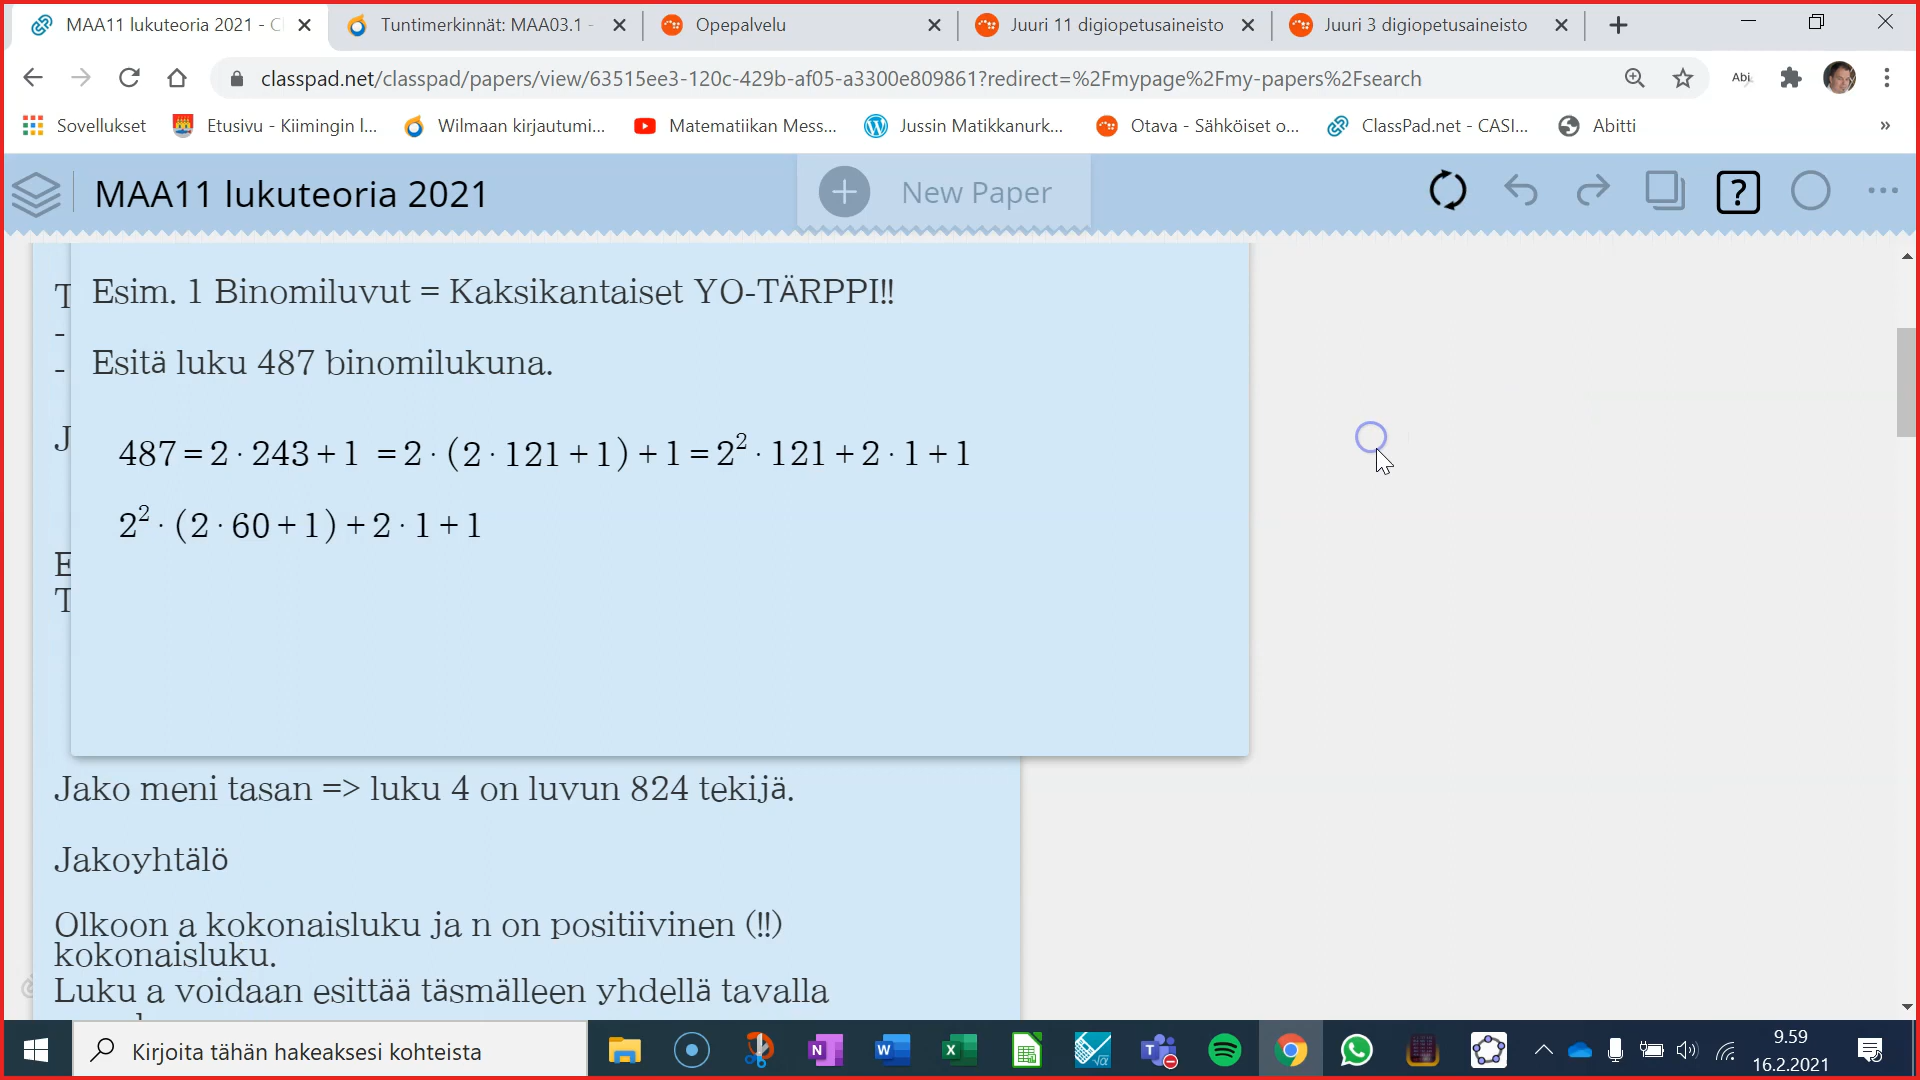 MAA11 lukuteoria 2021 - C
Tuntimerkinnät: MAA03.1 -
Opepalvelu
Juuri 11 digiopetusaineisto
Juuri 3 digiopetusaineisto
classpad.net/classpad/papers/view/63515ee3-120c-429b-af05-a3300e809861?redirect=%2Fmypage%2Fmy-papers%2Fsearch
Abi
Sovellukset
Etusivu - Kiimingin l...
Wilmaan kirjautumi...
Matematiikan Mess...
Jussin Matikkanurk...
Otava - Sähköiset o...
ClassPad.net - CASI...
Abitti
»
MAA11 lukuteoria 2021
New Paper
Esim. 1 Binomiluvut = Kaksikantaiset YO-TÄRPPI!!
Esitä luku 487 binomilukuna.
487 = 2 · 243 + 1 = 2 · (2 · 121 + 1) + 1 = 2² · 121 + 2 · 1 + 1
2² · (2 · 60 + 1) + 2 · 1 + 1
T
-
-
J
E
T
Jako meni tasan => luku 4 on luvun 824 tekijä.
Jakoyhtälö
Olkoon a kokonaisluku ja n on positiivinen (!!)
kokonaisluku.
Luku a voidaan esittää täsmälleen yhdellä tavalla
Kirjoita tähän hakeaksesi kohteista
9.59
16.2.2021